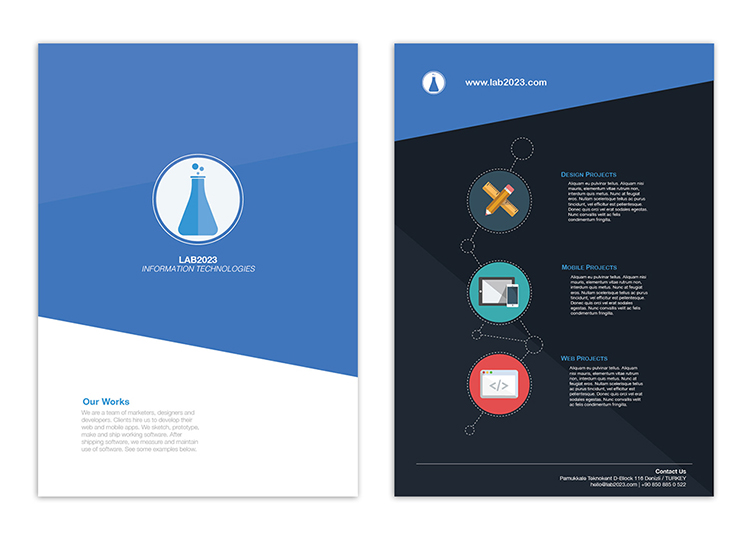 LAB2023
INFORMATION TECHNOLOGIES
Our Works
We are a team of marketers, designers and
developers. Clients hire us to develop their
web and mobile apps. We sketch, prototype,
make and ship working software. After
shipping software, we measure and maintan
use of software. See some examples below.
www.lab2023.com
DESIGN PROJECTS
Aliquam eu pulvinar tellus. Aliquam nisi
mauris, elementum vitae rutrum non,
interdum quis metus. Nunc at feugiat
eros. Nullam scelerisque tellus ac purus
tincidunt, vel efficitur est pellentesque.
Donec quis orci vel erat sodales egestas.
Nunc convallis velit ac felis
condimentum fringilla.
MOBILE PROJECTS
Aliquam eu pulvinar tellus. Aliquam
nisi mauris, elementum vitae rutrum
non, interdum quis metus. Nunc at
feugiat eros. Nullam scelerisque tellus
ac purus tincidunt, vel efficitur est
pellentesque. Donec quis orci vel erat
sodales egestas. Nunc convallis velit
ac felis condimentum fringilla.
WEB PROJECTS
Aliquam eu pulvinar tellus. Aliquam
nisi mauris, elementum vitae rutrum
non, interdum quis metus. Nunc at
feugiat eros. Nullam scelerisque tellus
ac purus tincidunt, vel efficitur est
pellentesque. Donec quis orci vel erat
sodales egestas. Nunc convallis velit
ac felis condimentum fringilla.
Contact Us
Pamukkale Teknokent D-Block 116 Denizli / TURKEY
hello@lab2023.com | +90 850 885 0 522